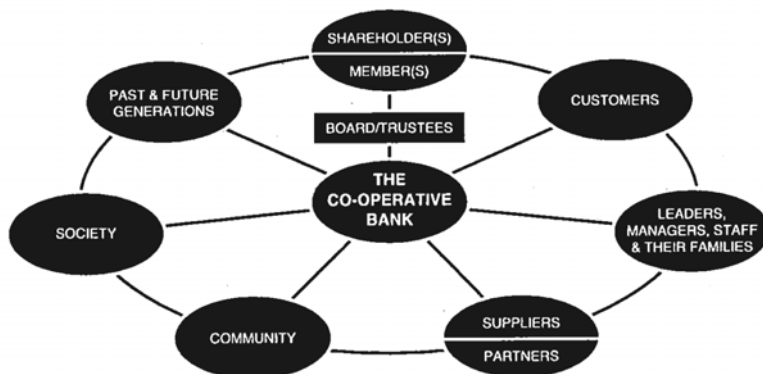 SHAREHOLDER(S)
MEMBER(S)
PAST & FUTURE
GENERATIONS
CUSTOMERS
BOARD/TRUSTEES
THE
CO-OPERATIVE
BANK
SOCIETY
LEADERS,
MANAGERS, STAFF
& THEIR FAMILIES
COMMUNITY
SUPPLIERS
PARTNERS